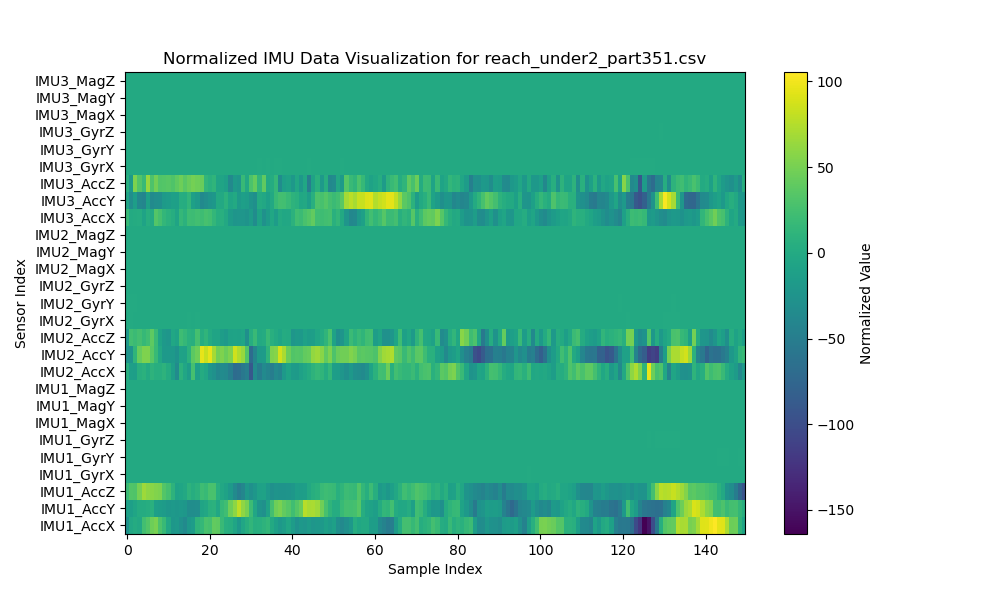 Normalized IMU Data Visualization for reach_under2_part351.csv
Sensor Index
IMU3_MagZ
IMU3_MagY
IMU3_MagX
IMU3_GyrZ
IMU3_GyrY
IMU3_GyrX
IMU3_AccZ
IMU3_AccY
IMU3_AccX
IMU2_MagZ
IMU2_MagY
IMU2_MagX
IMU2_GyrZ
IMU2_GyrY
IMU2_GyrX
IMU2_AccZ
IMU2_AccY
IMU2_AccX
IMU1_MagZ
IMU1_MagY
IMU1_MagX
IMU1_GyrZ
IMU1_GyrY
IMU1_GyrX
IMU1_AccZ
IMU1_AccY
IMU1_AccX
0 20 40 60 80 100 120 140
Sample Index
100
50
0
−50
−100
−150
Normalized Value